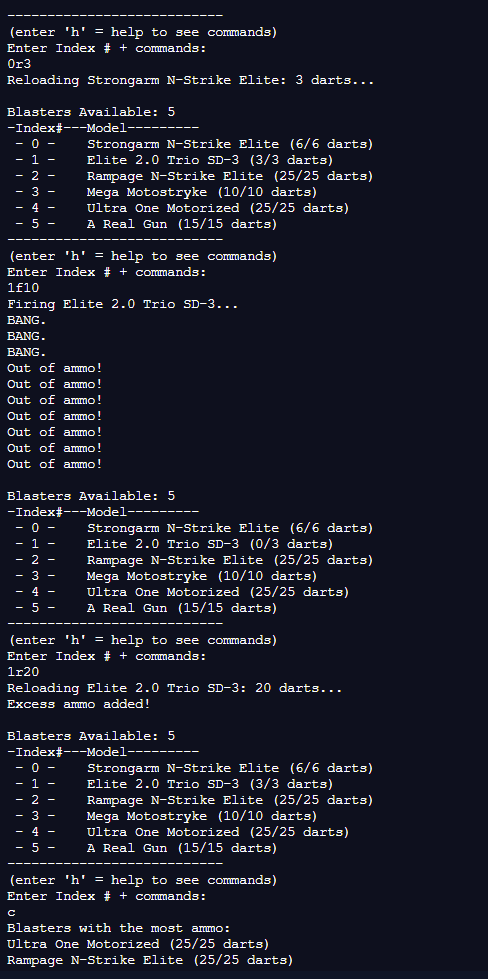 ---------------------------
(enter 'h' = help to see commands)
Enter Index # + commands:
0r3
Reloading Strongarm N-Strike Elite: 3 darts...

Blasters Available: 5
-Index#---Model---------
 - 0 -    Strongarm N-Strike Elite (6/6 darts)
 - 1 -    Elite 2.0 Trio SD-3 (3/3 darts)
 - 2 -    Rampage N-Strike Elite (25/25 darts)
 - 3 -    Mega Motostryke (10/10 darts)
 - 4 -    Ultra One Motorized (25/25 darts)
 - 5 -    A Real Gun (15/15 darts)
---------------------------
(enter 'h' = help to see commands)
Enter Index # + commands:
1f10
Firing Elite 2.0 Trio SD-3...
BANG.
BANG.
BANG.
Out of ammo!
Out of ammo!
Out of ammo!
Out of ammo!
Out of ammo!
Out of ammo!
Out of ammo!

Blasters Available: 5
-Index#---Model---------
 - 0 -    Strongarm N-Strike Elite (6/6 darts)
 - 1 -    Elite 2.0 Trio SD-3 (0/3 darts)
 - 2 -    Rampage N-Strike Elite (25/25 darts)
 - 3 -    Mega Motostryke (10/10 darts)
 - 4 -    Ultra One Motorized (25/25 darts)
 - 5 -    A Real Gun (15/15 darts)
---------------------------
(enter 'h' = help to see commands)
Enter Index # + commands:
1r20
Reloading Elite 2.0 Trio SD-3: 20 darts...
Excess ammo added!

Blasters Available: 5
-Index#---Model---------
 - 0 -    Strongarm N-Strike Elite (6/6 darts)
 - 1 -    Elite 2.0 Trio SD-3 (3/3 darts)
 - 2 -    Rampage N-Strike Elite (25/25 darts)
 - 3 -    Mega Motostryke (10/10 darts)
 - 4 -    Ultra One Motorized (25/25 darts)
 - 5 -    A Real Gun (15/15 darts)
---------------------------
(enter 'h' = help to see commands)
Enter Index # + commands:
c
Blasters with the most ammo:
Ultra One Motorized (25/25 darts)
Rampage N-Strike Elite (25/25 darts)